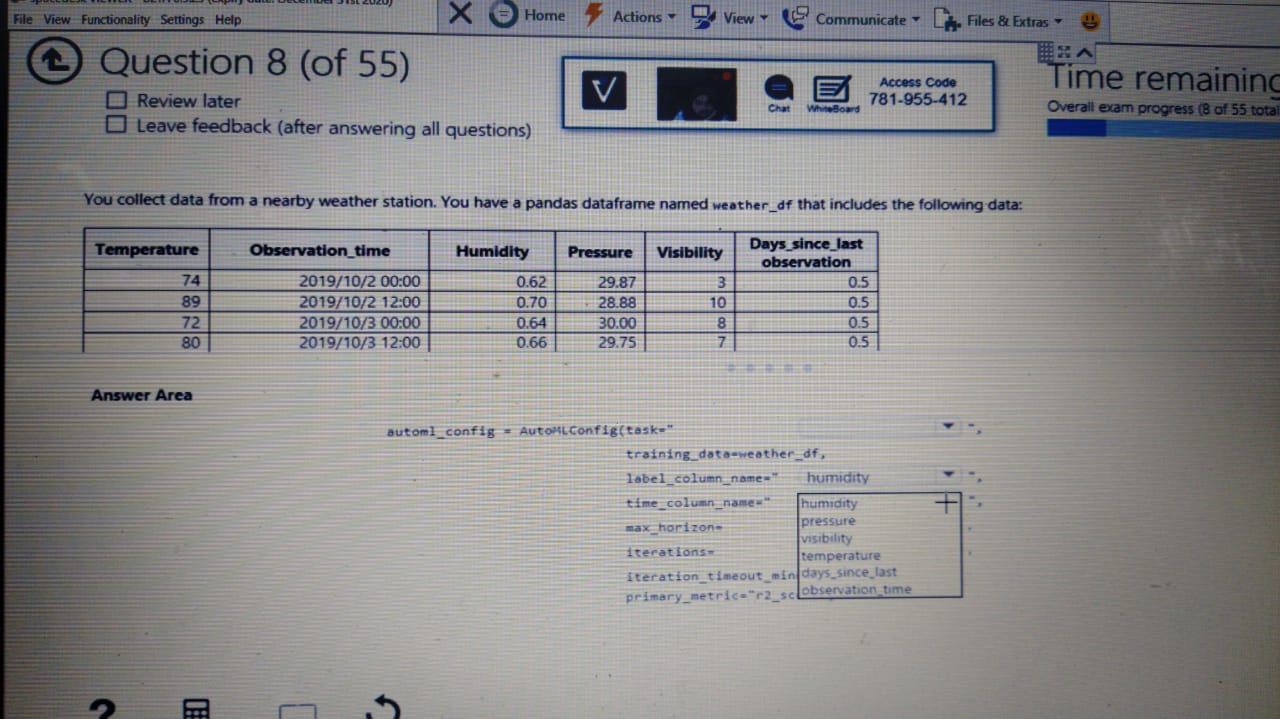 File View Functionality Settings Help
Home Actions View Communicate Files & Extras
Question 8 (of 55)
Review later
Leave feedback (after answering all questions)
V
Chat
WhiteBoard
Access Code
781-955-412
Time remaining
Overall exam progress (8 of 55 total
You collect data from a nearby weather station. You have a pandas dataframe named weather_df that includes the following data:
Temperature Observation_time Humidity Pressure Visibility Days_since_last observation
74 2019/10/2 00:00 0.62 29.87 3 0.5
89 2019/10/2 12:00 0.70 28.88 10 0.5
72 2019/10/3 00:00 0.64 30.00 8 0.5
80 2019/10/3 12:00 0.66 29.75 7 0.5
Answer Area
automl_config = AutoMLConfig(task="                ",
training_data=weather_df,
label_column_name=" humidity ",
time_column_name="                ",
max_horizon=                ,
iterations=                ,
iteration_timeout_min
primary_metric="r2_sc
humidity
pressure
visibility
temperature
days_since_last
observation_time
?